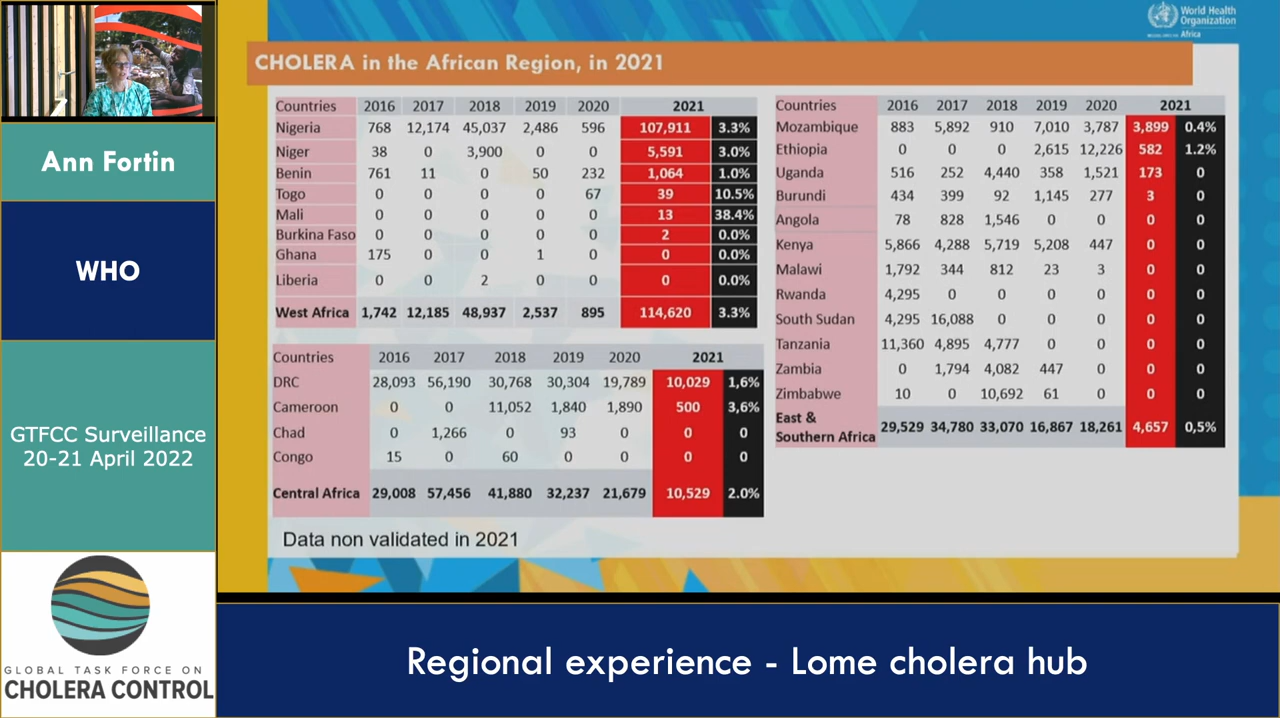 World Health
Organization
Africa
CHOLERA in the African Region, in 2021
Countries 2016 2017 2018 2019 2020 2021
Nigeria 768 12,174 45,037 2,486 596 107,911 3.3%
Niger 38 0 3,900 0 0 5,591 3.0%
Benin 761 11 0 50 232 1,064 1.0%
Togo 0 0 0 0 67 39 10.5%
Mali 0 0 0 0 0 13 38.4%
Burkina Faso 0 0 0 0 0 2 0.0%
Ghana 175 0 0 1 0 0 0.0%
Liberia 0 0 2 0 0 0 0.0%
West Africa 1,742 12,185 48,937 2,537 895 114,620 3.3%
Countries 2016 2017 2018 2019 2020 2021
DRC 28,093 56,190 30,768 30,304 19,789 10,029 1,6%
Cameroon 0 0 11,052 1,840 1,890 500 3,6%
Chad 0 1,266 0 93 0 0 0
Congo 15 0 60 0 0 0 0
Central Africa 29,008 57,456 41,880 32,237 21,679 10,529 2.0%
Countries 2016 2017 2018 2019 2020 2021
Mozambique 883 5,892 910 7,010 3,787 3,899 0.4%
Ethiopia 0 0 0 2,615 12,226 582 1.2%
Uganda 516 252 4,440 358 1,521 173 0
Burundi 434 399 92 1,145 277 3 0
Angola 78 828 1,546 0 0 0 0
Kenya 5,866 4,288 5,719 5,208 447 0 0
Malawi 1,792 344 812 23 3 0 0
Rwanda 4,295 0 0 0 0 0 0
South Sudan 4,295 16,088 0 0 0 0 0
Tanzania 11,360 4,895 4,777 0 0 0 0
Zambia 0 1,794 4,082 447 0 0 0
Zimbabwe 10 0 10,692 61 0 0 0
East &
Southern Africa 29,529 34,780 33,070 16,867 18,261 4,657 0,5%
Data non validated in 2021
Ann Fortin
WHO
GTFCC Surveillance
20-21 April 2022
GLOBAL TASK FORCE ON
CHOLERA CONTROL
Regional experience - Lome cholera hub